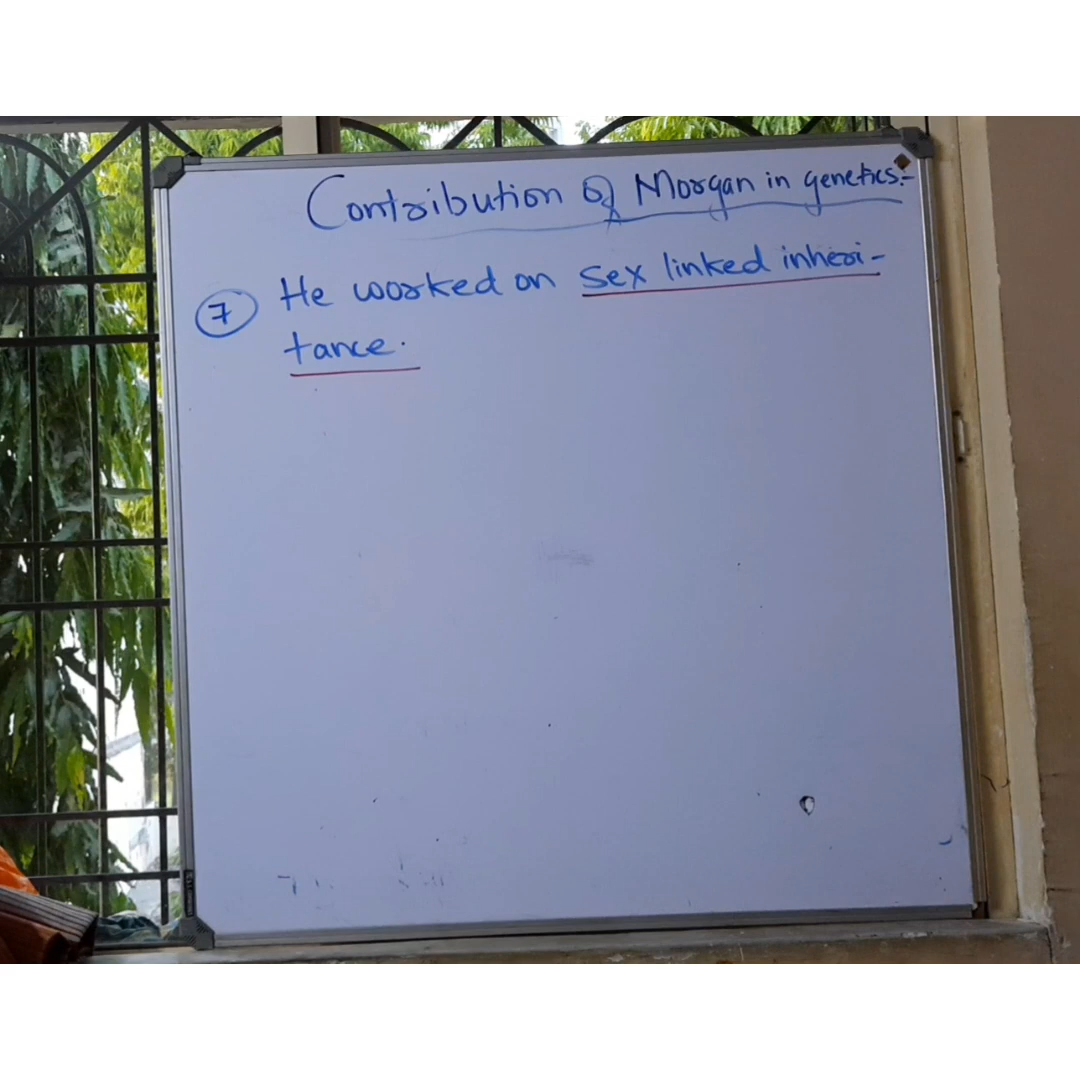 Contribution of Morgan in genetics:-
7 He worked on sex linked inheri-
tance.